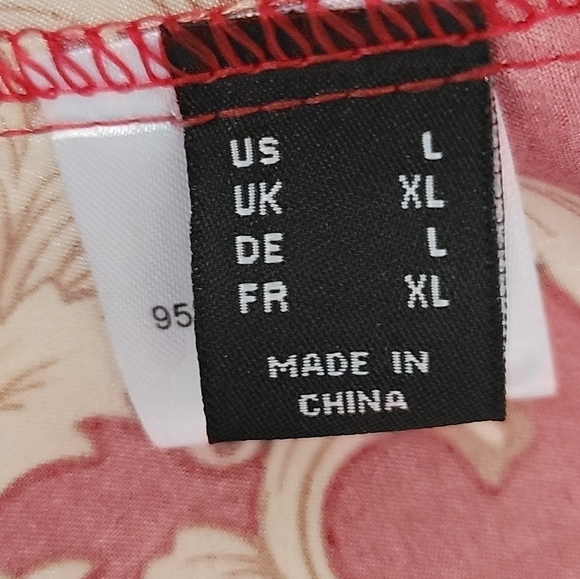 US L
UK XL
DE L
FR XL
95
MADE IN
CHINA